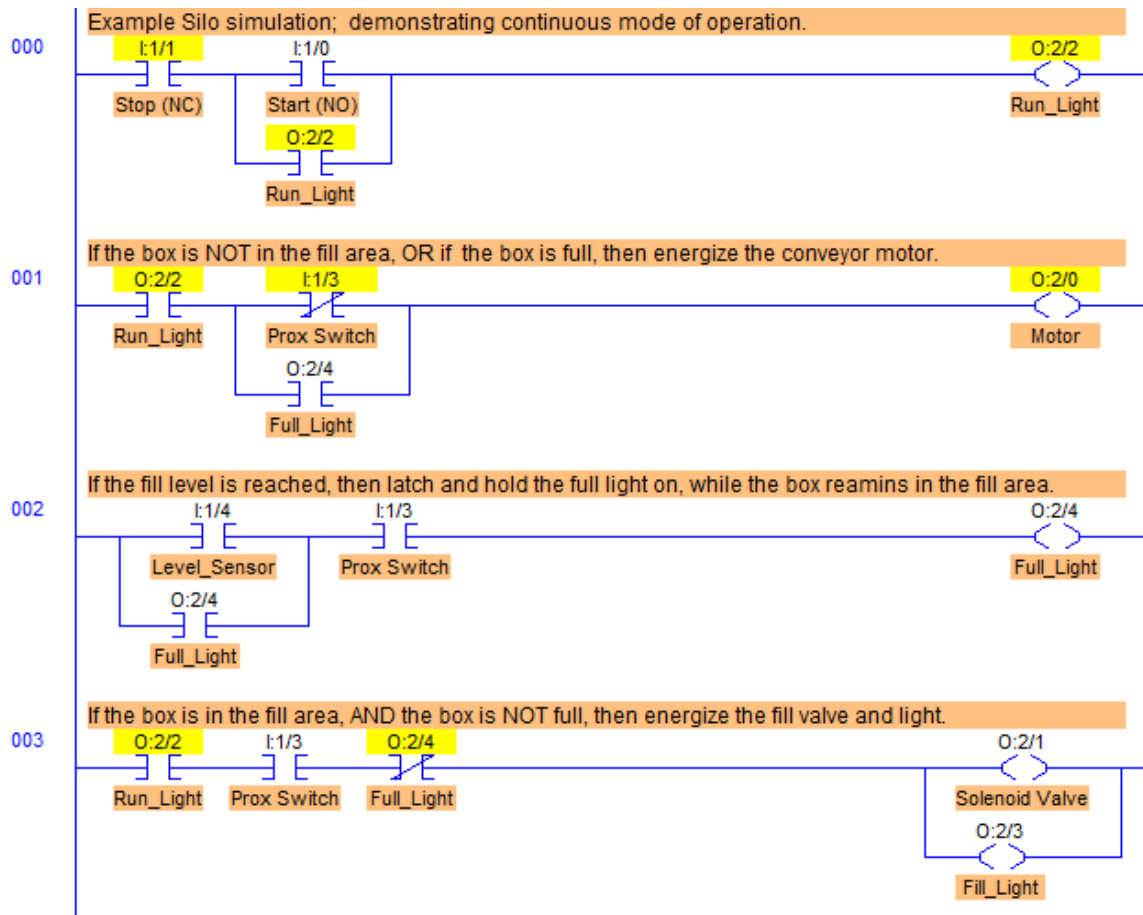 Example Silo simulation;  demonstrating continuous mode of operation.
000
I:1/1 I:1/0 O:2/2
Stop (NC) Start (NO) Run_Light
O:2/2
Run_Light
If the box is NOT in the fill area, OR if  the box is full, then energize the conveyor motor.
001
O:2/2 I:1/3 O:2/0
Run_Light Prox Switch Motor
O:2/4
Full_Light
If the fill level is reached, then latch and hold the full light on, while the box reamins in the fill area.
002
I:1/4 I:1/3 O:2/4
Level_Sensor Prox Switch Full_Light
O:2/4
Full_Light
If the box is in the fill area, AND the box is NOT full, then energize the fill valve and light.
003
O:2/2 I:1/3 O:2/4 O:2/1
Run_Light Prox Switch Full_Light Solenoid Valve
O:2/3
Fill_Light